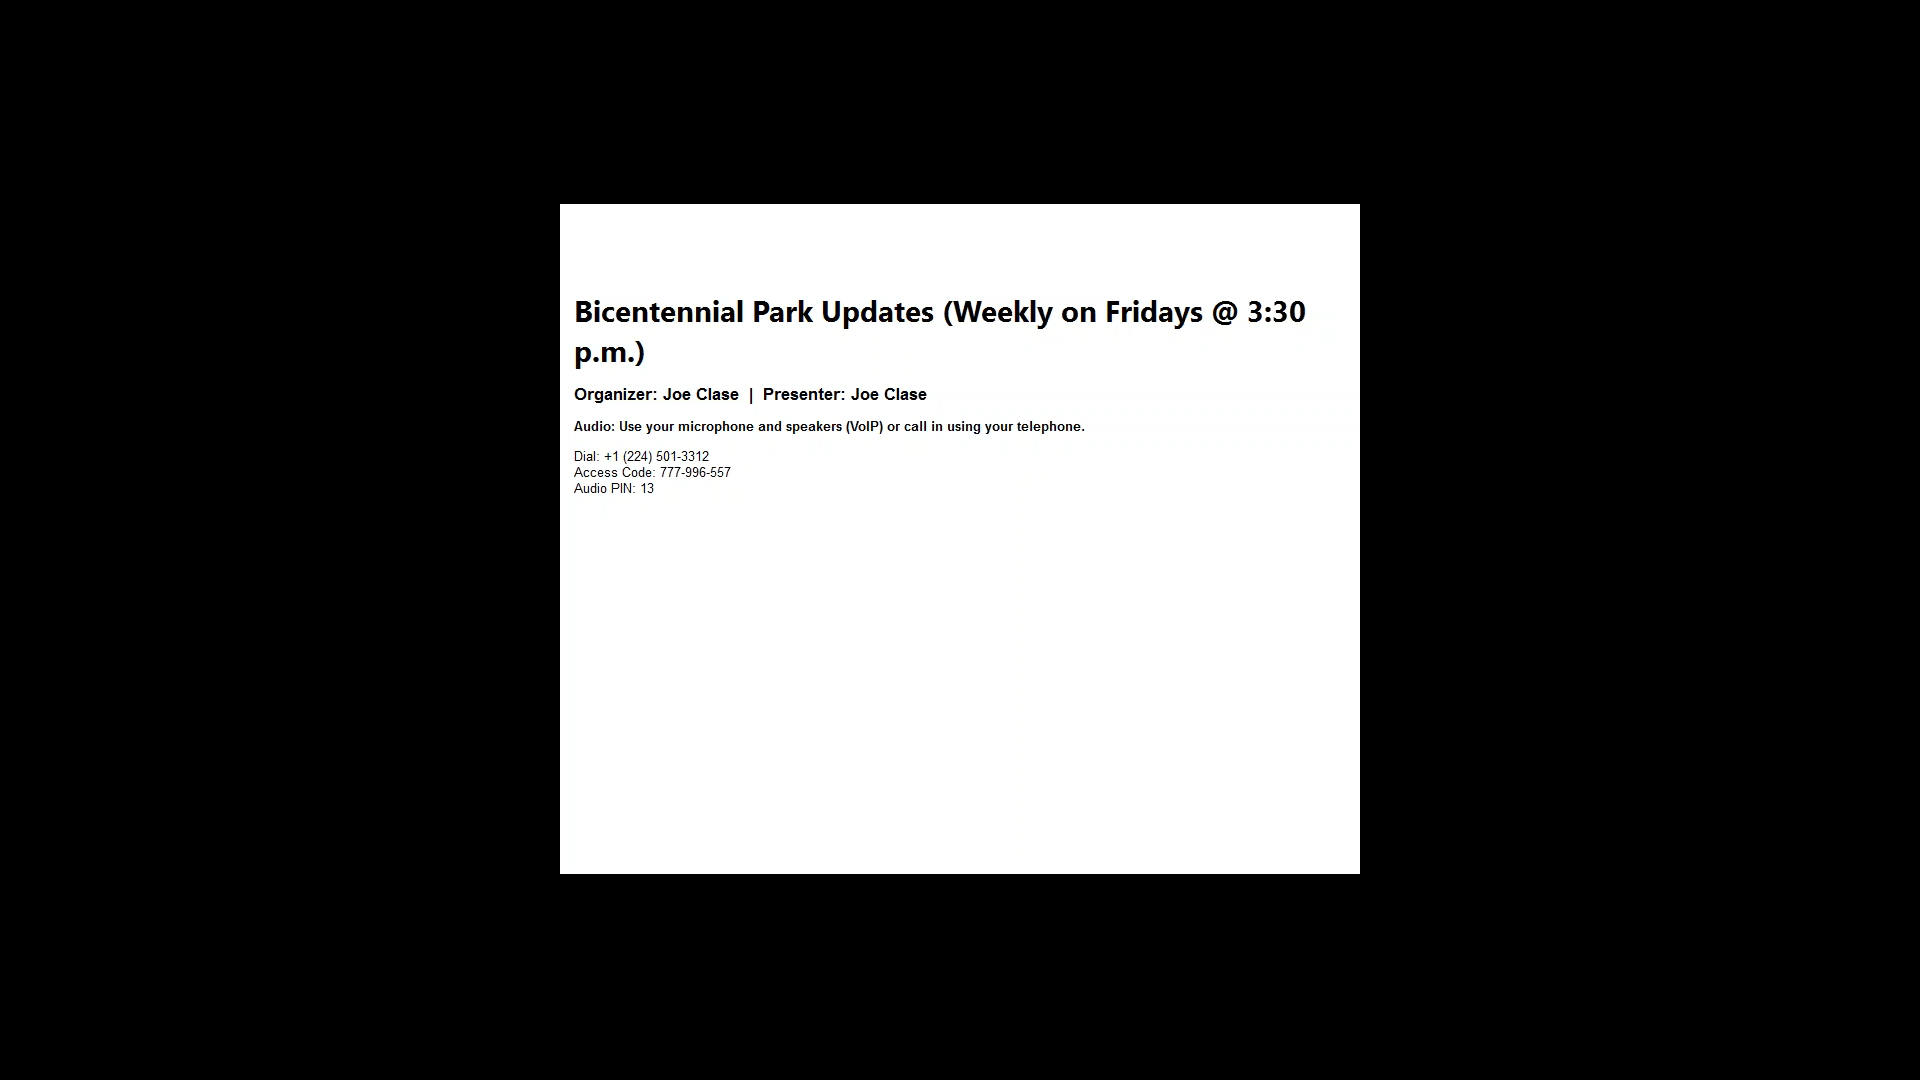 Bicentennial Park Updates (Weekly on Fridays @ 3:30
p.m.)
Organizer: Joe Clase | Presenter: Joe Clase
Audio: Use your microphone and speakers (VoIP) or call in using your telephone.
Dial: +1 (224) 501-3312
Access Code: 777-996-557
Audio PIN: 13